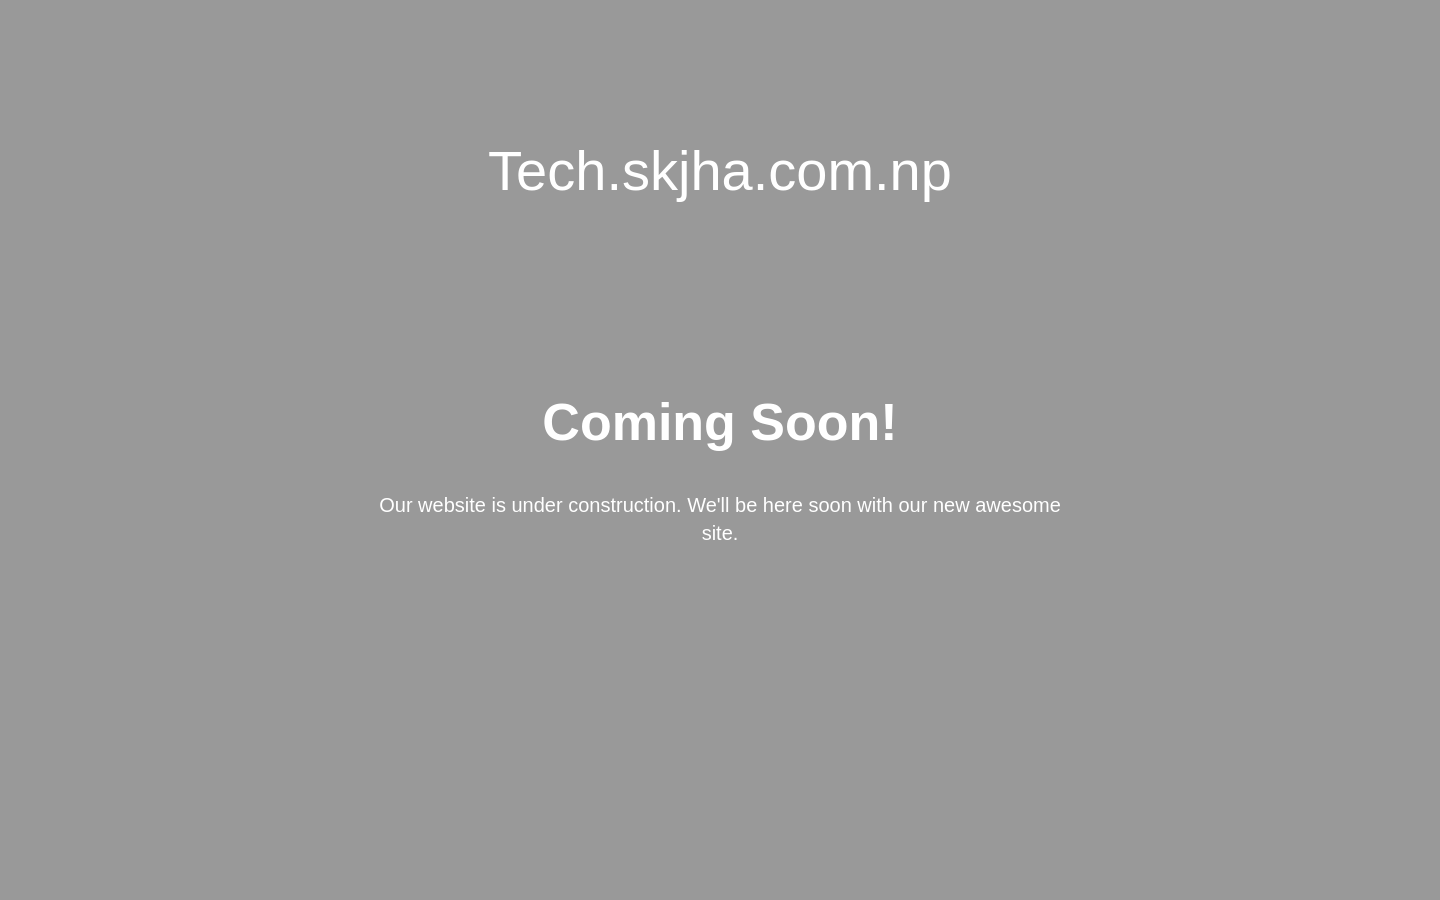 Tech.skjha.com.np
Coming Soon!
Our website is under construction. We'll be here soon with our new awesome
site.